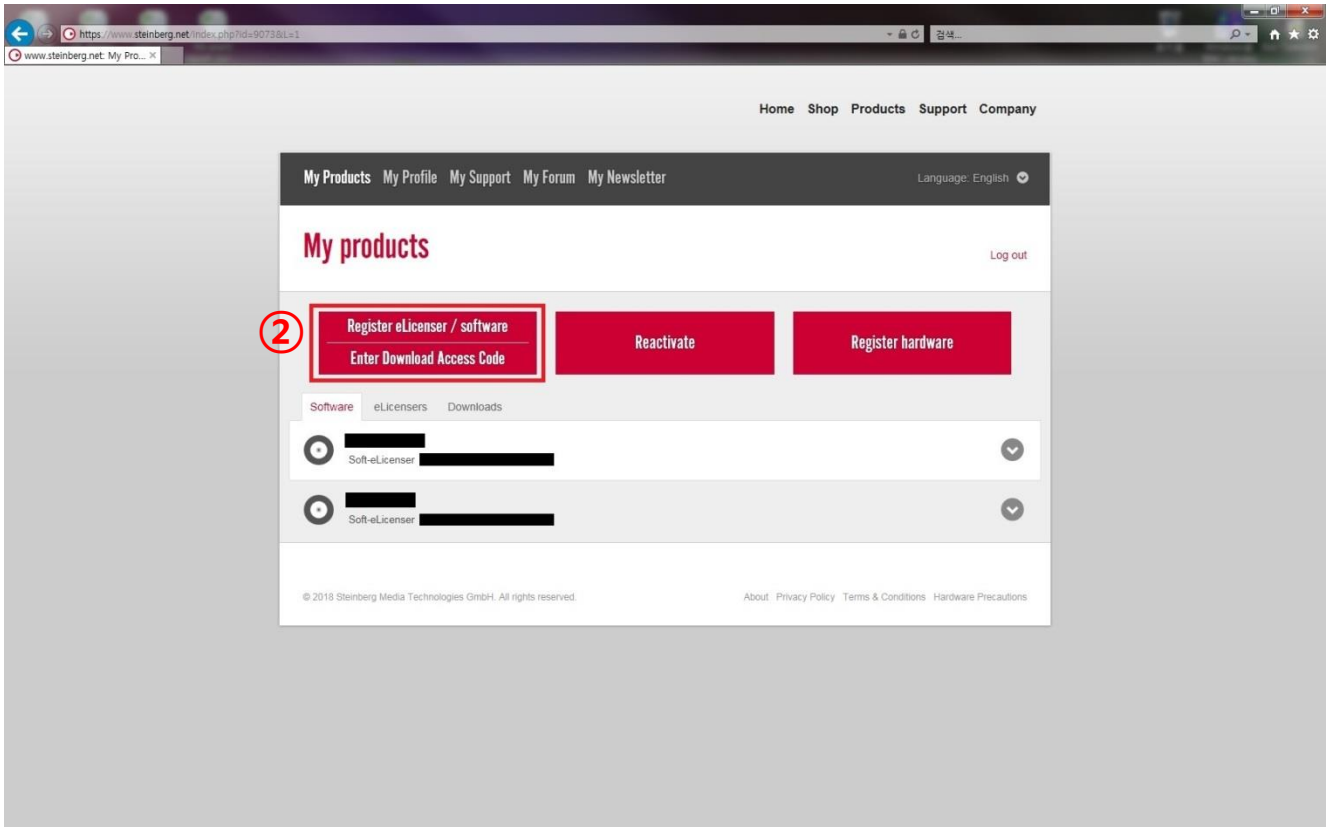 https://www.steinberg.net/index.php?id=9073&L=1
검색...
www.steinberg.net: My Pro...
Home Shop Products Support Company
My Products My Profile My Support My Forum My Newsletter
Language: English
My products
Log out
②
Register eLicenser / software
Enter Download Access Code
Reactivate
Register hardware
Software eLicensers Downloads
Soft-eLicenser
Soft-eLicenser
© 2018 Steinberg Media Technologies GmbH. All rights reserved.
About Privacy Policy Terms & Conditions Hardware Precautions